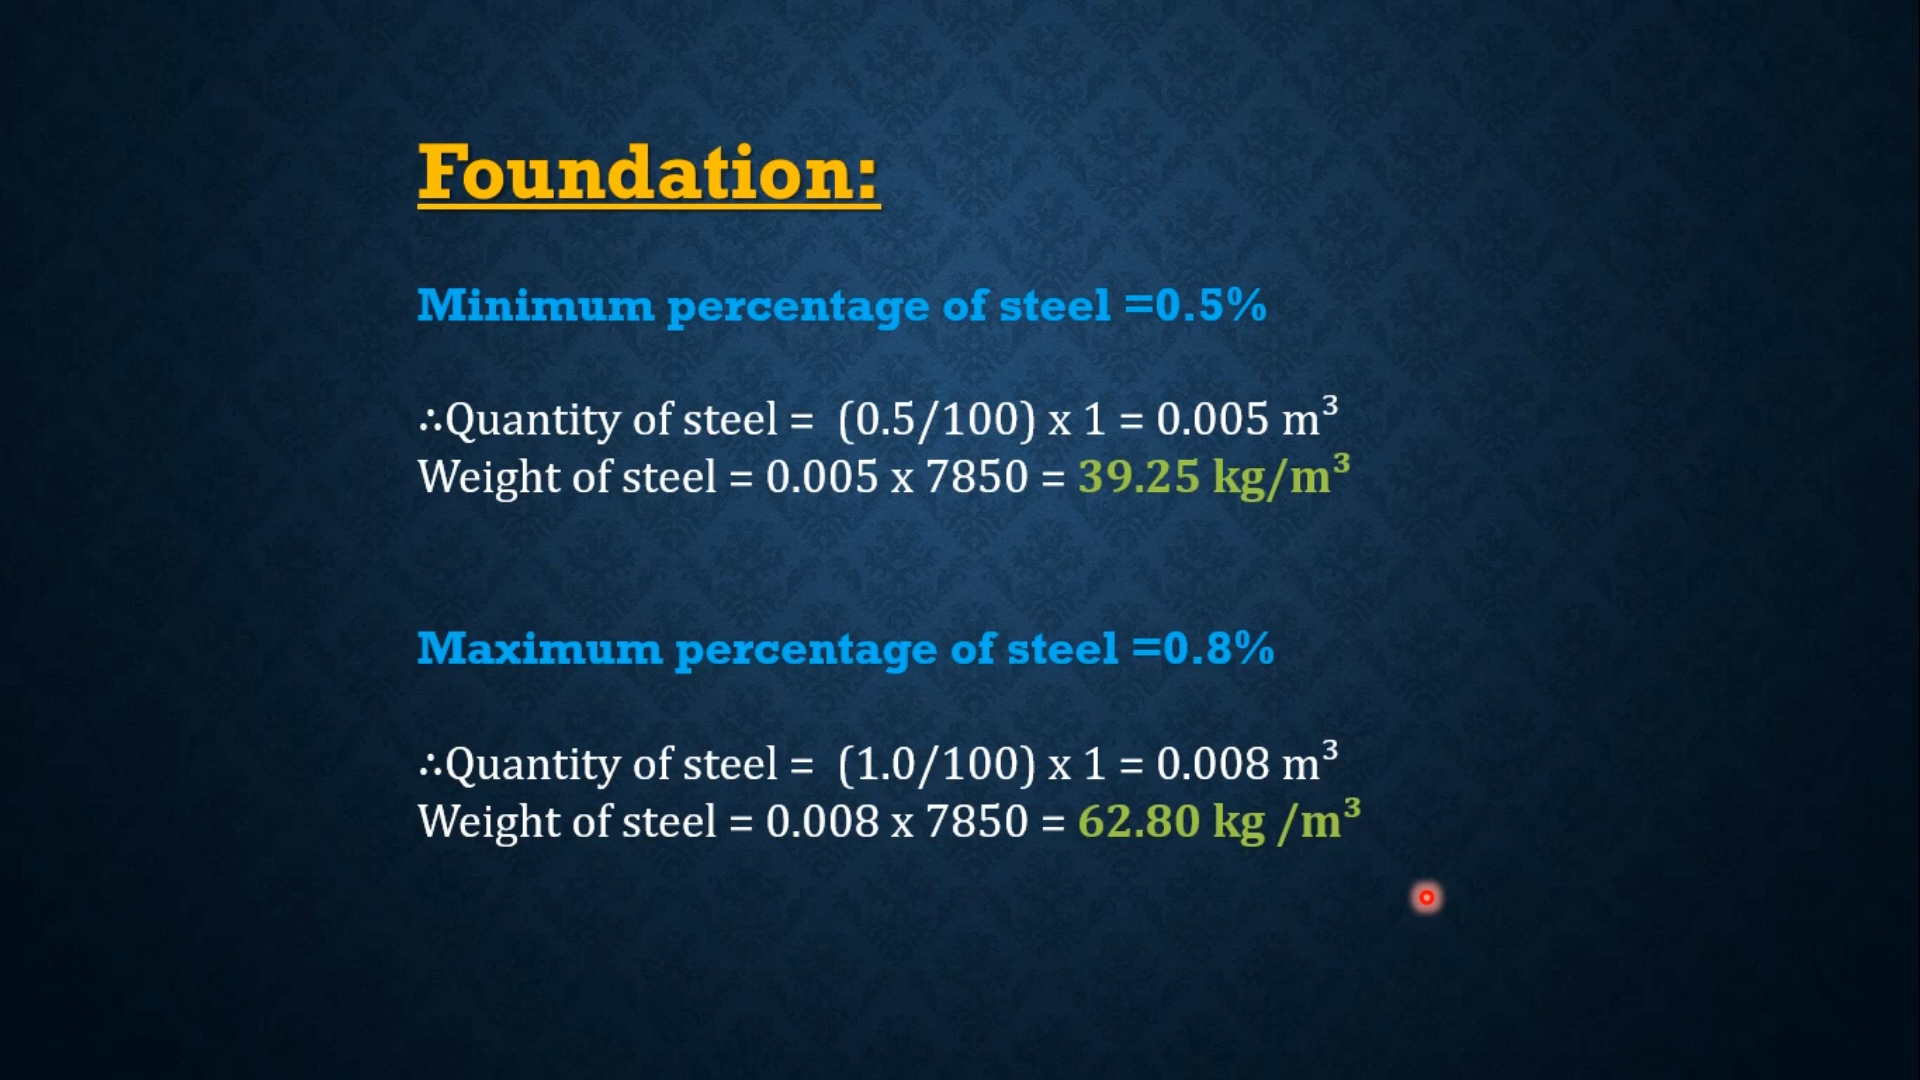 Foundation:
Minimum percentage of steel =0.5%
∴Quantity of steel = (0.5/100) x 1 = 0.005 m³
Weight of steel = 0.005 x 7850 = 39.25 kg/m³
Maximum percentage of steel =0.8%
∴Quantity of steel = (1.0/100) x 1 = 0.008 m³
Weight of steel = 0.008 x 7850 = 62.80 kg /m³